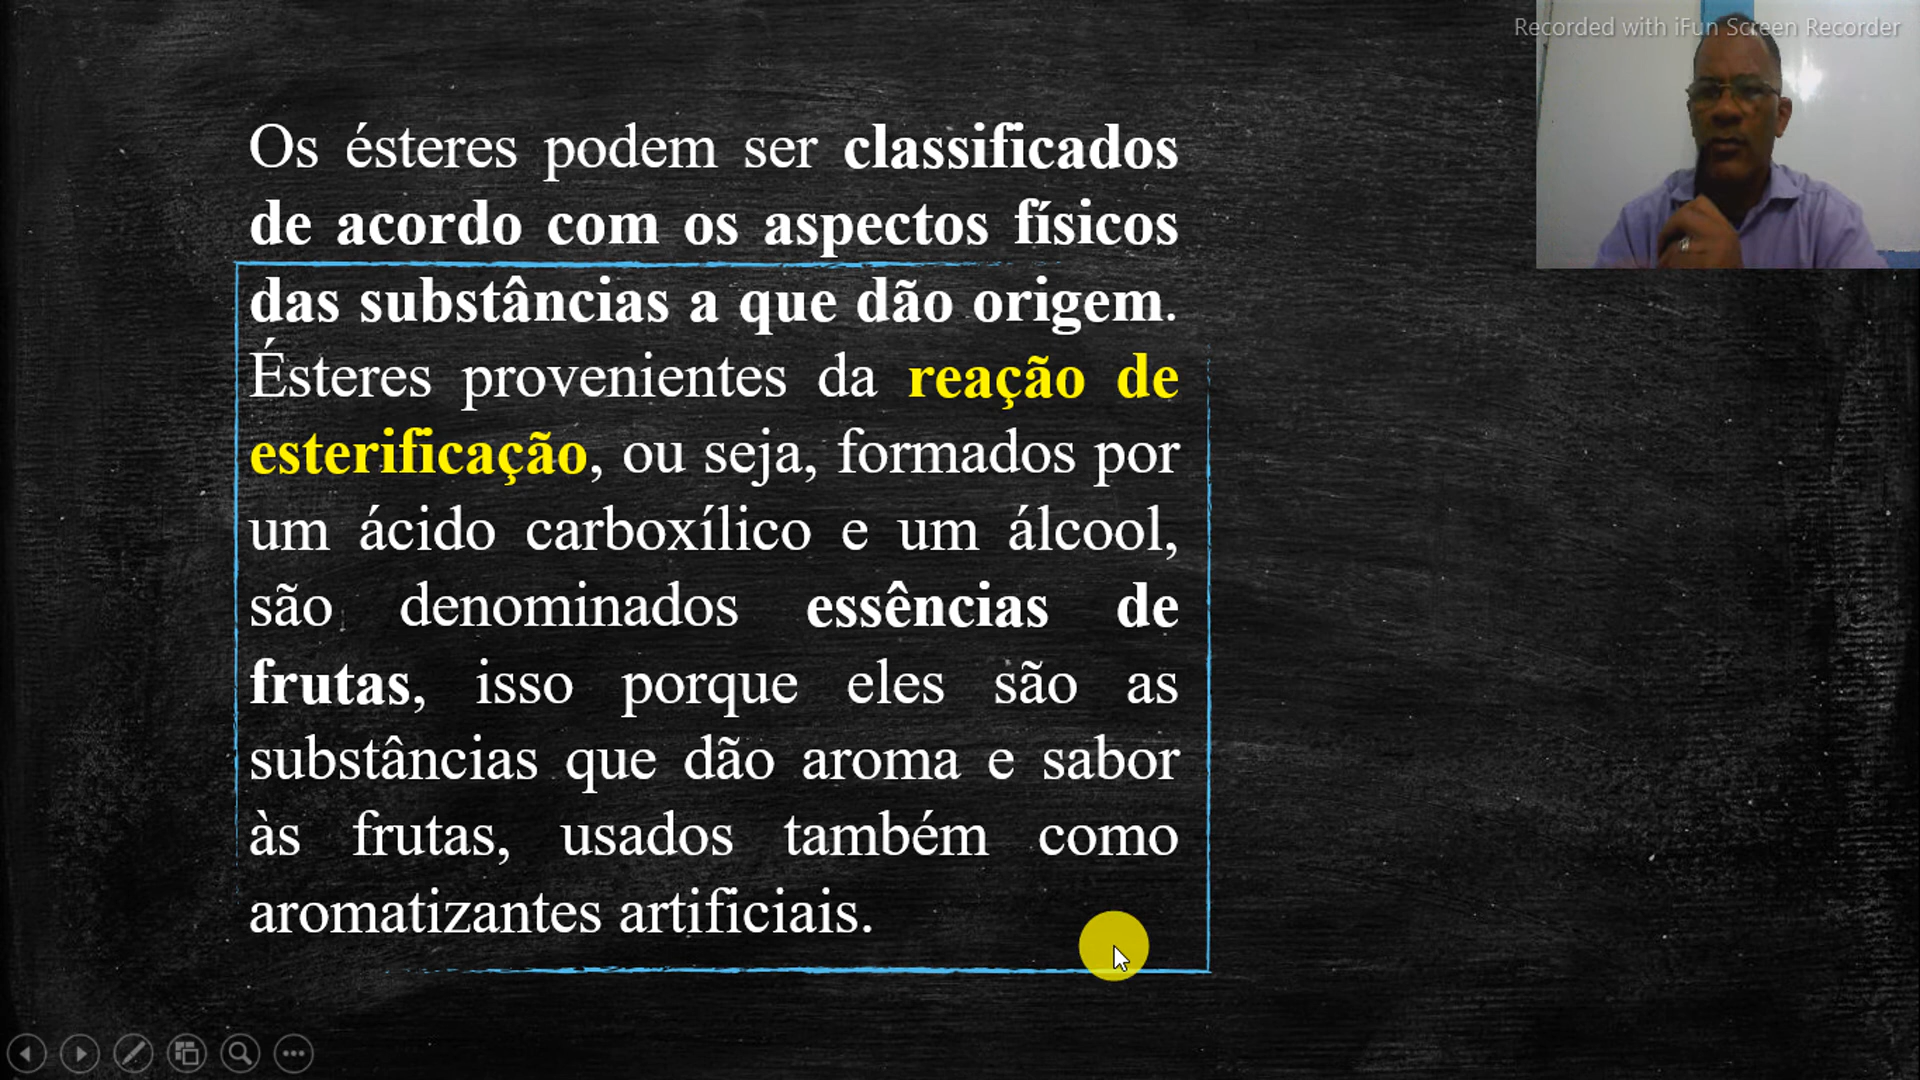 Recorded with iFun Screen Recorder
Os ésteres podem ser classificados
de acordo com os aspectos físicos
das substâncias a que dão origem.
Ésteres provenientes da reação de
esterificação, ou seja, formados por
um ácido carboxílico e um álcool,
são denominados essências de
frutas, isso porque eles são as
substâncias que dão aroma e sabor
às frutas, usados também como
aromatizantes artificiais.